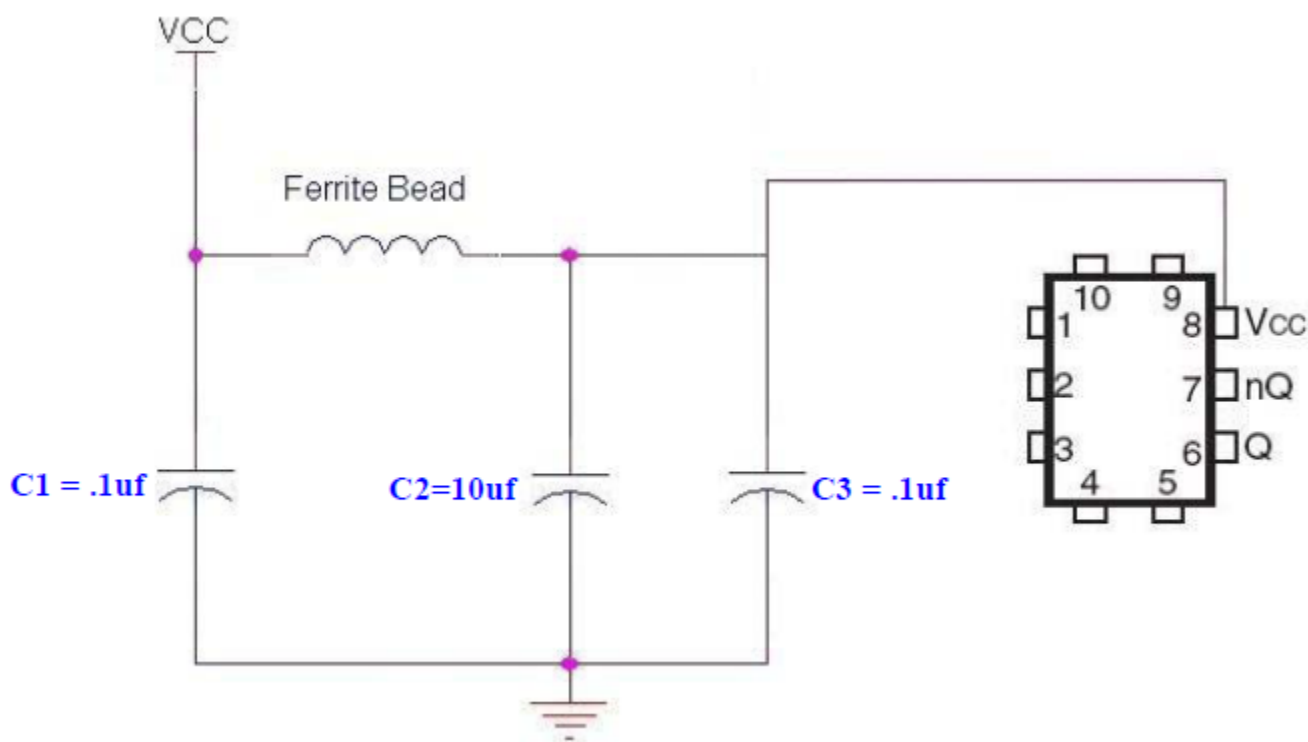 VCC
Ferrite Bead
10 9
1 8 VCC
2 7 nQ
3 6 Q
4 5
C1 = .1uf
C2=10uf
C3 = .1uf